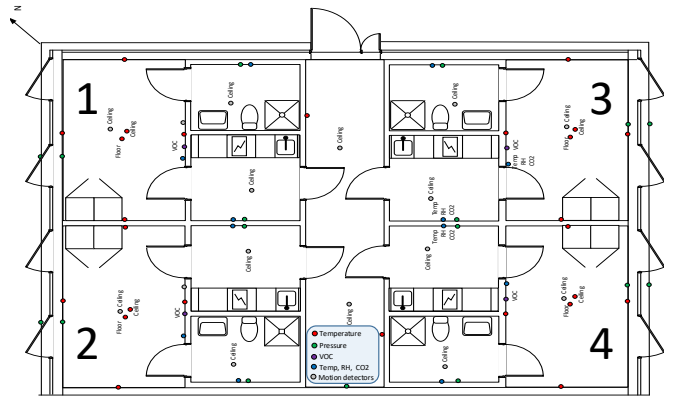 N
1
3
2
4
Ceiling
Ceiling
Floor
VOC
Ceiling
Ceiling
Ceiling
Ceiling
Ceiling
Temp
RH
CO2
VOC
Temp
RH
CO2
Ceiling
Ceiling
Floor
Ceiling
Ceiling
Floor
VOC
Ceiling
Ceiling
Ceiling
Temp
RH
CO2
Ceiling
Ceiling
VOC
Ceiling
Ceiling
Floor
Temperature
Pressure
VOC
Temp, RH, CO2
Motion detectors